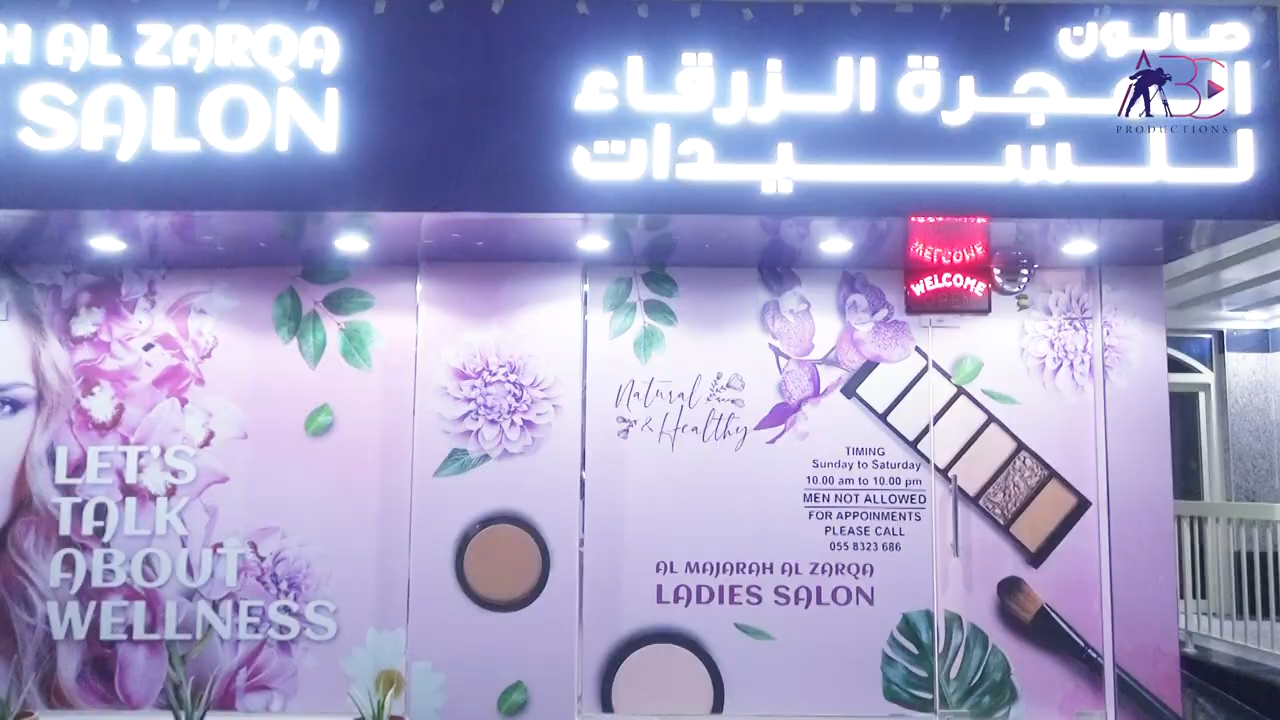 H AL ZARQA
SALON
صالون
المجرة الزرقاء
للسيدات
ABC
PRODUCTIONS
WELCOME
WELCOME
LET'S
TALK
ABOUT
WELLNESS
Natural
& Healthy
TIMING
Sunday to Saturday
10.00 am to 10.00 pm
MEN NOT ALLOWED
FOR APPOINMENTS
PLEASE CALL
055 8323 686
AL MAJARAH AL ZARQA
LADIES SALON